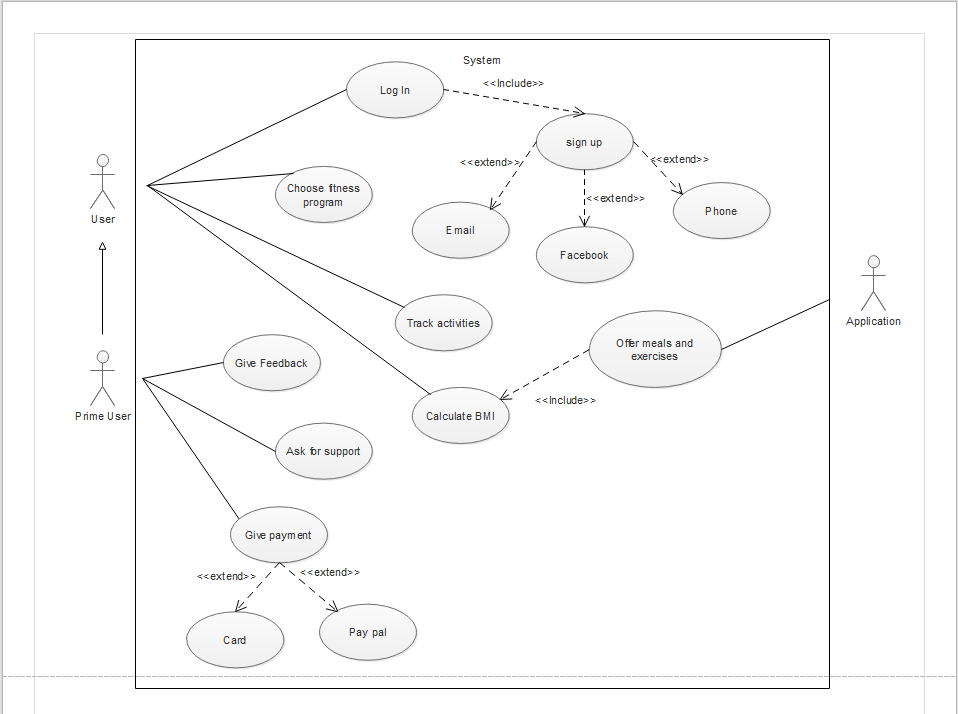 System
<<Include>>
Log In
sign up
<<extend>>
<<extend>>
<<extend>>
Choose fitness
program
Email
Phone
Facebook
User
Application
Track activities
Offer meals and
exercises
Give Feedback
<<Include>>
Prime User
Calculate BMI
Ask for support
Give payment
<<extend>>
<<extend>>
Card
Pay pal